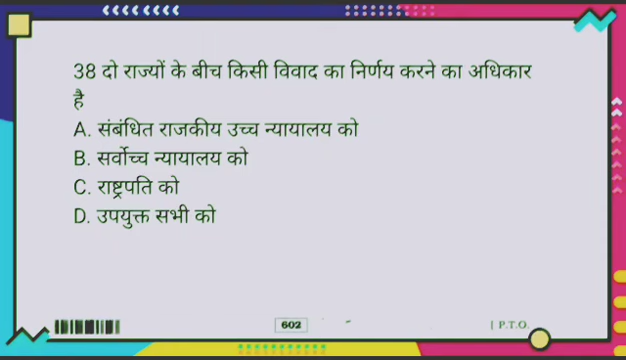 38 दो राज्यों के बीच किसी विवाद का निर्णय करने का अधिकार
है
A. संबंधित राजकीय उच्च न्यायालय को
B. सर्वोच्च न्यायालय को
C. राष्ट्रपति को
D. उपयुक्त सभी को
602
| P.T.O.